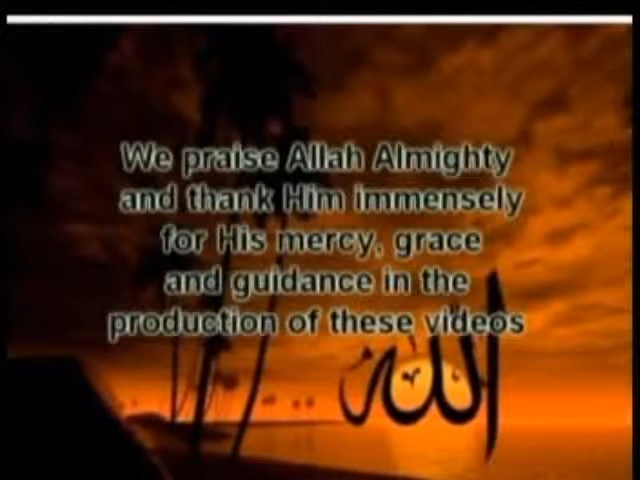 We praise Allah Almighty
and thank Him immensely
for His mercy, grace
and guidance in the
production of these videos
الله